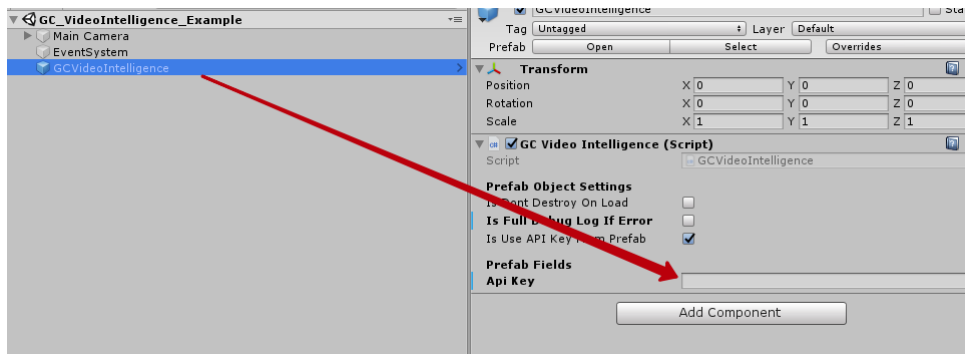 GC_VideoIntelligence_Example
Main Camera
EventSystem
GCVideoIntelligence
GCVideoIntelligence
Tag Untagged Layer Default
Prefab Open Select Overrides
Transform
Position X 0 Y 0 Z 0
Rotation X 0 Y 0 Z 0
Scale X 1 Y 1 Z 1
GC Video Intelligence (Script)
Script GCVideoIntelligence
Prefab Object Settings
Is Dont Destroy On Load
Is Full Debug Log If Error
Is Use API Key From Prefab
Prefab Fields
Api Key
Add Component